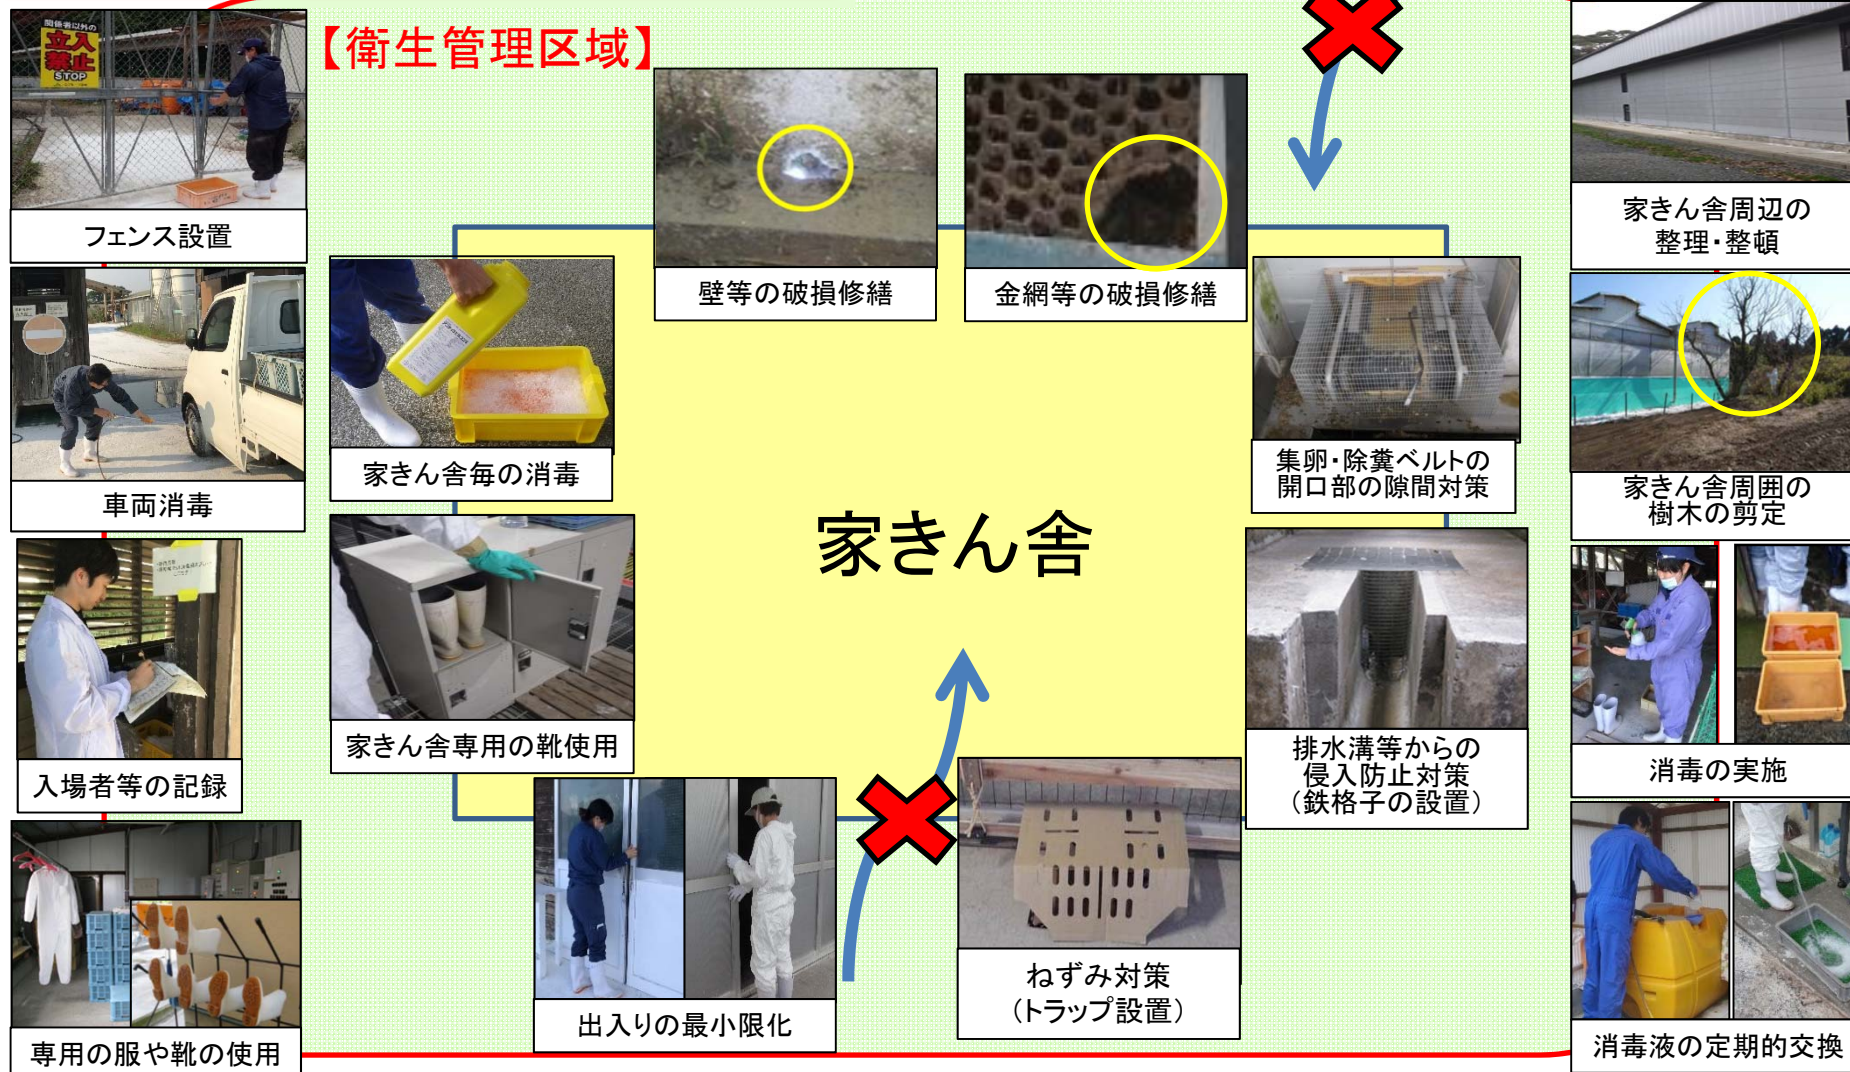 【衛生管理区域】
関係者以外の
立入
禁止
STOP
フェンス設置
車両消毒
入場者等の記録
専用の服や靴の使用
家きん舎毎の消毒
家きん舎専用の靴使用
壁等の破損修繕
金網等の破損修繕
家きん舎
出入りの最小限化
ねずみ対策
（トラップ設置）
集卵・除糞ベルトの
開口部の隙間対策
排水溝等からの
侵入防止対策
（鉄格子の設置）
家きん舎周辺の
整理・整頓
家きん舎周囲の
樹木の剪定
消毒の実施
消毒液の定期的交換